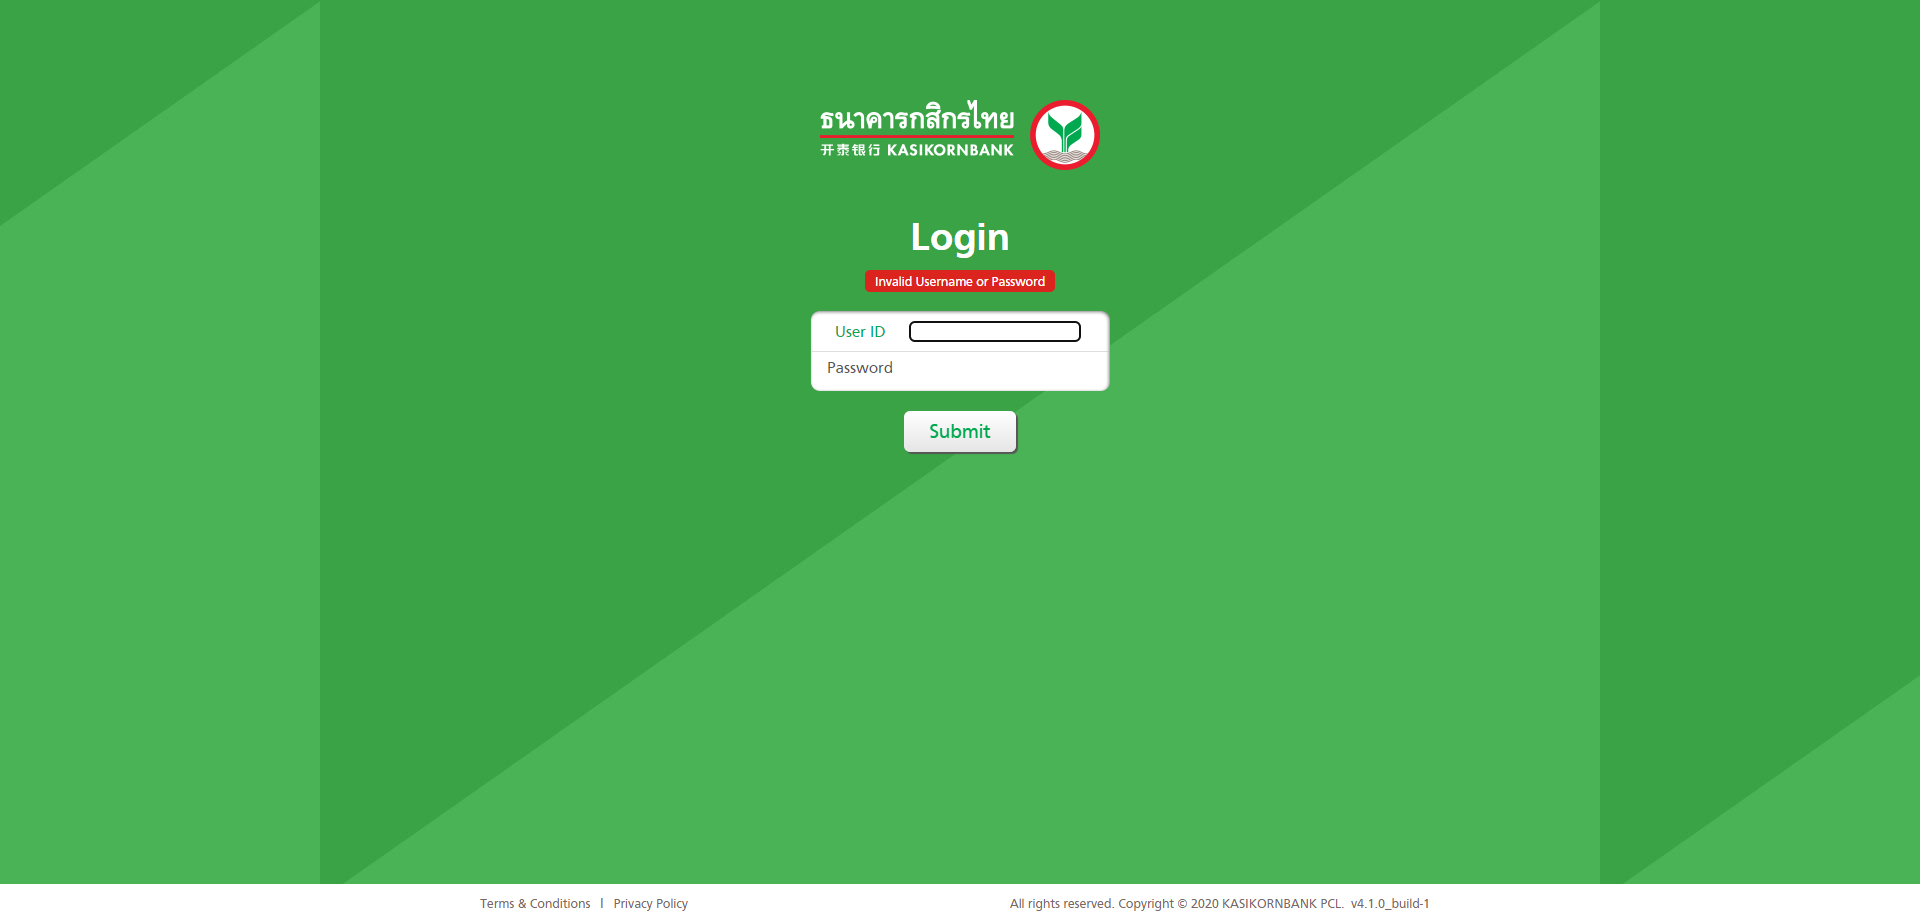 ธนาคารกสิกรไทย
开泰银行 KASIKORNBANK
Login
Invalid Username or Password
User ID
Password
Submit
Terms & Conditions | Privacy Policy
All rights reserved. Copyright © 2020 KASIKORNBANK PCL. v4.1.0_build-1